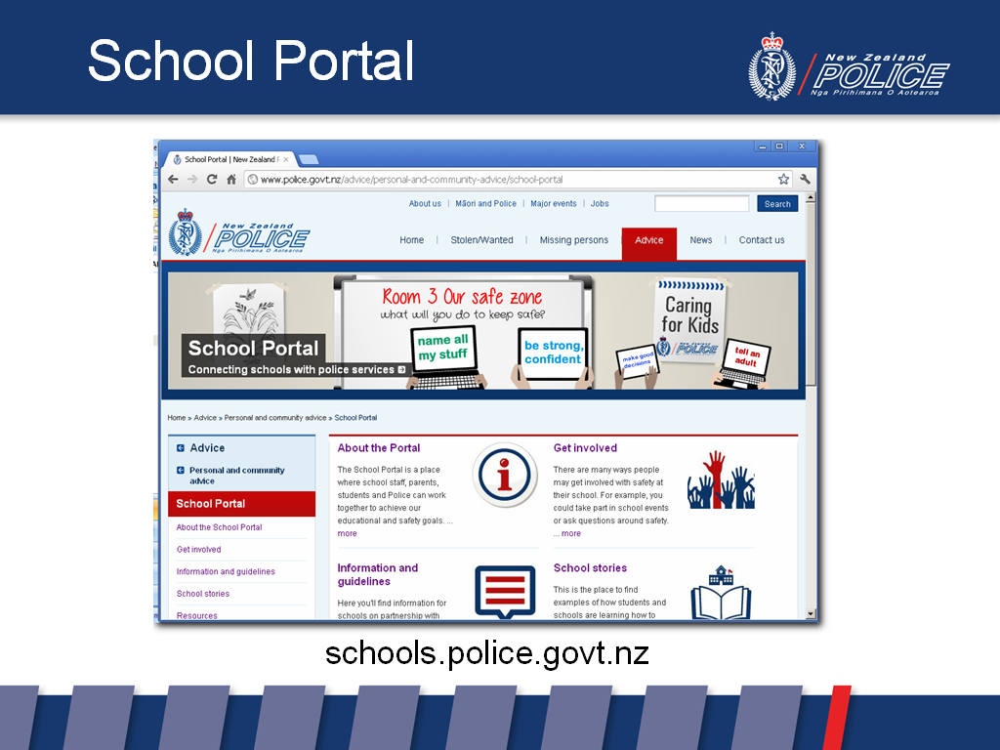 School Portal
New Zealand
POLICE
Nga Pirihimana O Aotearoa
School Portal | New Zealand P
www.police.govt.nz/advice/personal-and-community-advice/school-portal
About us | Māori and Police | Major events | Jobs
Search
New Zealand
POLICE
Nga Pirihimana O Aotearoa
Home | Stolen/Wanted | Missing persons | Advice | News | Contact us
Room 3 Our safe zone
what will you do to keep safe?
Caring
for Kids
POLICE
name all
my stuff
be strong,
confident
make good
decisions
tell an
adult
School Portal
Connecting schools with police services
Home » Advice » Personal and community advice » School Portal
Advice
Personal and community
advice
School Portal
About the School Portal
Get involved
Information and guidelines
School stories
Resources
About the Portal
The School Portal is a place
where school staff, parents,
students and Police can work
together to achieve our
educational and safety goals. ...
more
Get involved
There are many ways people
may get involved with safety at
their school. For example, you
could take part in school events
or ask questions around safety.
... more
Information and
guidelines
Here you'll find information for
schools on partnership with
School stories
This is the place to find
examples of how students and
schools are learning how to
schools.police.govt.nz